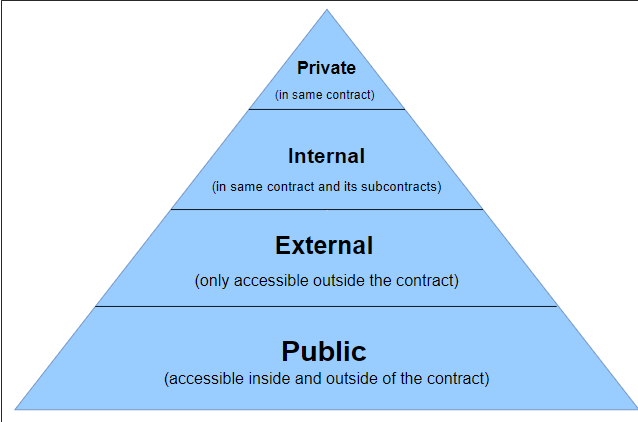 Private
(in same contract)
Internal
(in same contract and its subcontracts)
External
(only accessible outside the contract)
Public
(accessible inside and outside of the contract)